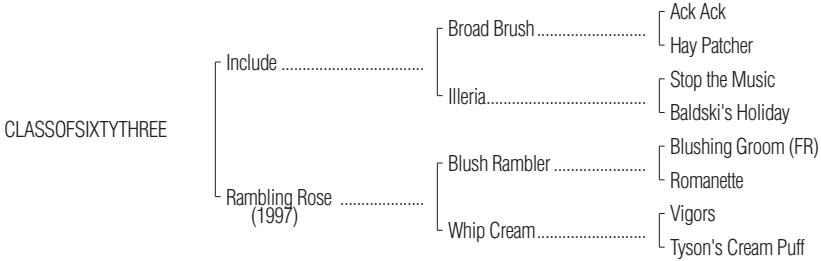 Ack Ack
Broad Brush ..........................
Hay Patcher
Include ..................................
Stop the Music
Illeria......................................
Baldski's Holiday
CLASSOFSIXTYTHREE
Blushing Groom (FR)
Blush Rambler ......................
Romanette
Rambling Rose ....................
(1997)
Vigors
Whip Cream..........................
Tyson's Cream Puff